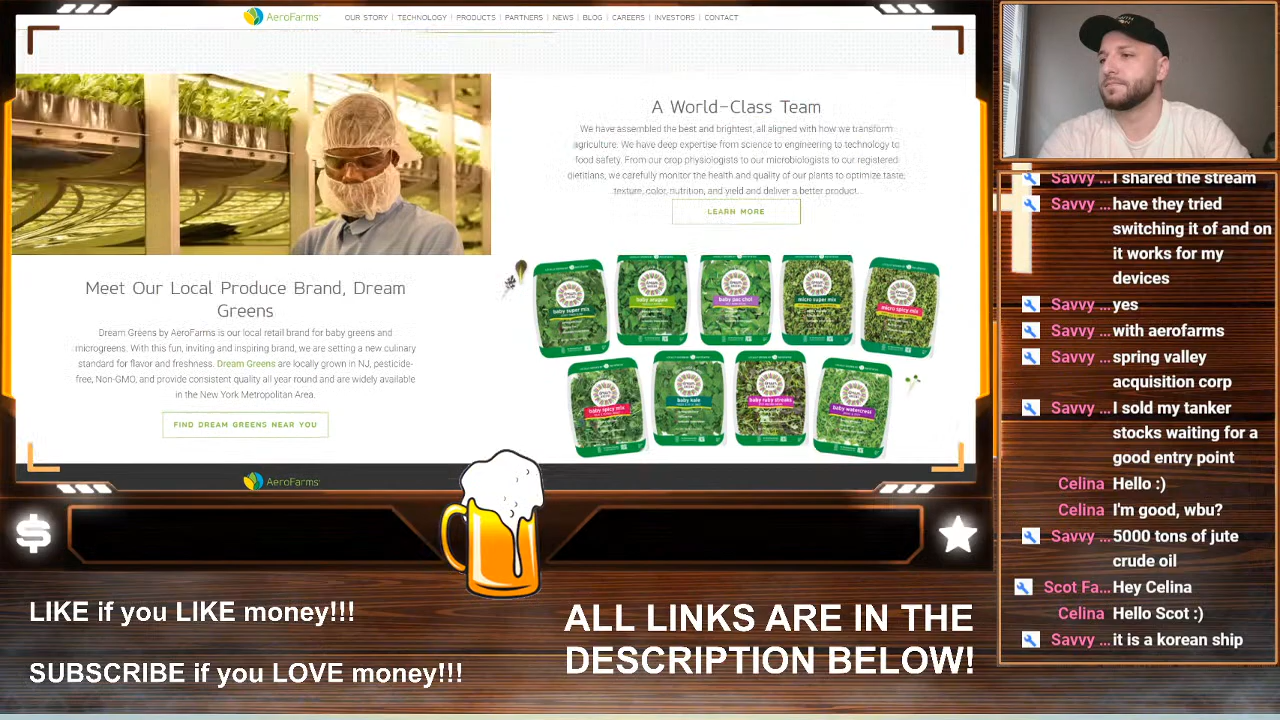 AeroFarms
OUR STORY | TECHNOLOGY | PRODUCTS | PARTNERS | NEWS | BLOG | CAREERS | INVESTORS | CONTACT
A World-Class Team
We have assembled the best and brightest, all aligned with how we transform
agriculture. We have deep expertise from science to engineering to technology to
food safety. From our crop physiologists to our microbiologists to our registered
dietitians, we carefully monitor the health and quality of our plants to optimize taste,
texture, color, nutrition, and yield and deliver a better product.
LEARN MORE
Meet Our Local Produce Brand, Dream
Greens
Dream Greens by AeroFarms is our local retail brand for baby greens and
microgreens. With this fun, inviting and inspiring brand, we are setting a new culinary
standard for flavor and freshness. Dream Greens are locally grown in NJ, pesticide-
free, Non-GMO, and provide consistent quality all year round and are widely available
in the New York Metropolitan Area.
FIND DREAM GREENS NEAR YOU
baby super mix
baby arugula
baby pac choi
micro super mix
micro spicy mix
baby spicy mix
baby kale
baby ruby streaks
baby watercress
AeroFarms
Savvy ... I shared the stream
Savvy ... have they tried
switching it of and on
it works for my
devices
Savvy ... yes
Savvy ... with aerofarms
Savvy ... spring valley
acquisition corp
Savvy ... I sold my tanker
stocks waiting for a
good entry point
Celina Hello :)
Celina I'm good, wbu?
Savvy ... 5000 tons of jute
crude oil
Scot Fa... Hey Celina
Celina Hello Scot :)
Savvy ... it is a korean ship
$
LIKE if you LIKE money!!!
SUBSCRIBE if you LOVE money!!!
ALL LINKS ARE IN THE
DESCRIPTION BELOW!